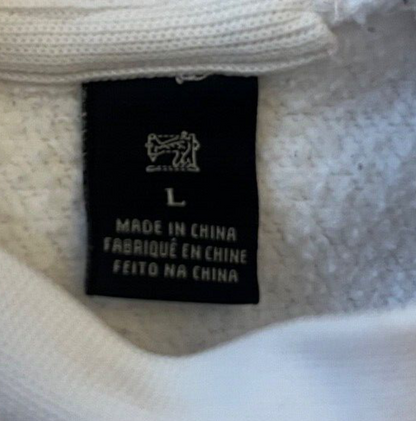 L
MADE IN CHINA
FABRIQUÉ EN CHINE
FEITO NA CHINA